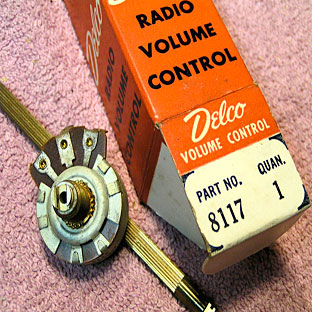 Delco
RADIO
VOLUME
CONTROL
Delco
VOLUME CONTROL
PART NO. QUAN.
8117 1